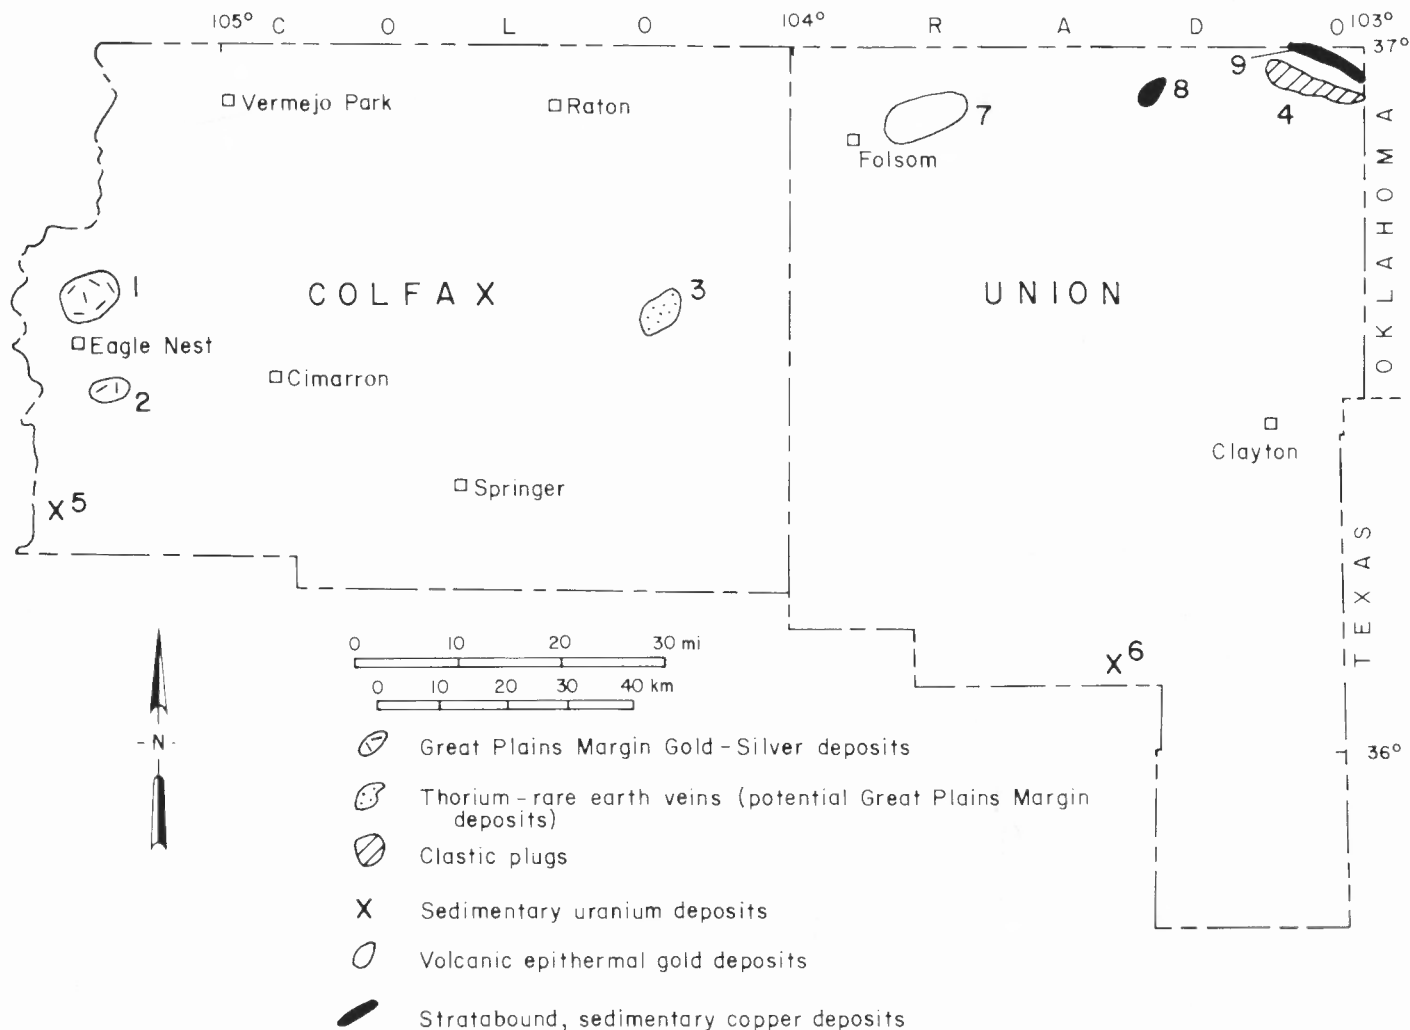 105° C O L O 104° R A D O 103°
37°
Vermejo Park
Raton
9
8
4
7
Folsom
OKLAHOMA
1
COLFAX
3
UNION
Eagle Nest
Cimarron
2
Clayton
Springer
X 5
TEXAS
0 10 20 30 mi
X 6
0 10 20 30 40 km
- N -
Great Plains Margin Gold-Silver deposits
36°
Thorium-rare earth veins (potential Great Plains Margin
deposits)
Clastic plugs
X Sedimentary uranium deposits
Volcanic epithermal gold deposits
Stratabound, sedimentary copper deposits